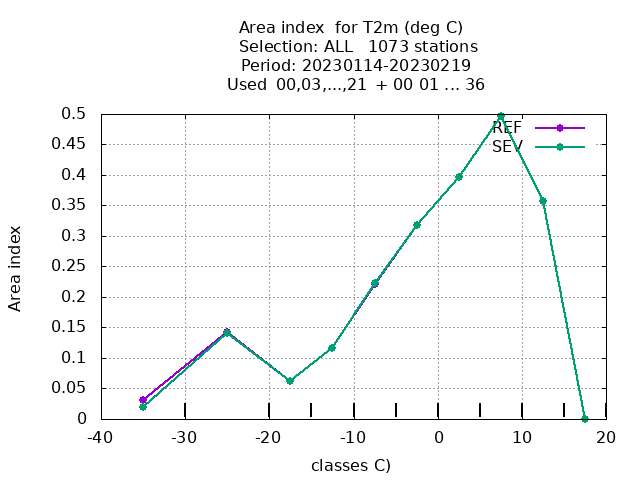 Area index  for T2m (deg C)
Selection: ALL   1073 stations
Period: 20230114-20230219
Used  00,03,...,21  + 00 01 ... 36
0.5
REF
0.45
SEV
0.4
0.35
0.3
0.25
0.2
0.15
0.1
0.05
0
Area index
-40
-30
-20
-10
0
10
20
classes C)